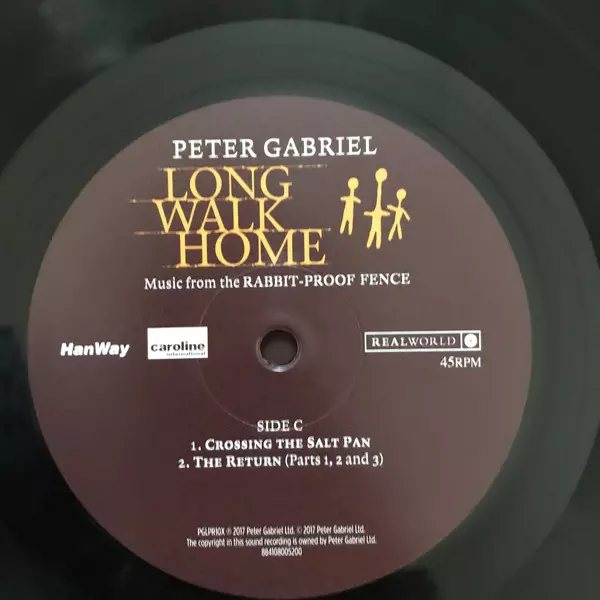 PETER GABRIEL
LONG
WALK
HOME
Music from the RABBIT-PROOF FENCE
HanWay
caroline
international
REALWORLD
45RPM
SIDE C
1. CROSSING THE SALT PAN
2. THE RETURN (Parts 1, 2 and 3)
PGLPR10X ℗ 2017 Peter Gabriel Ltd. © 2017 Peter Gabriel Ltd.
The copyright in this sound recording is owned by Peter Gabriel Ltd.
884108005200